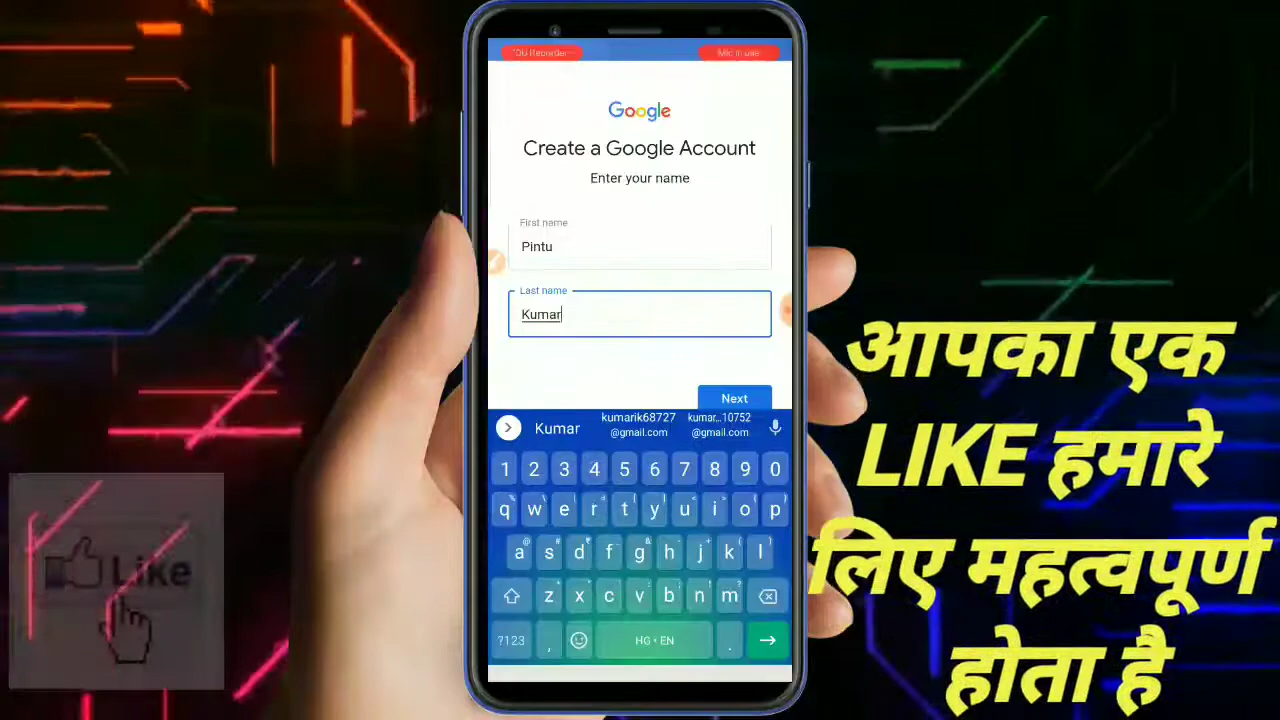 DU Recorder
Mic in use
Google
Create a Google Account
Enter your name
First name
Pintu
Last name
Kumar
Next
Kumar
kumarik68727
@gmail.com
kumar...10752
@gmail.com
1 2 3 4 5 6 7 8 9 0
q w e r t y u i o p
a s d f g h j k l
z x c v b n m
?123 , HG • EN .
आपका एक
LIKE हमारे
लिए महत्वपूर्ण
होता है
Like